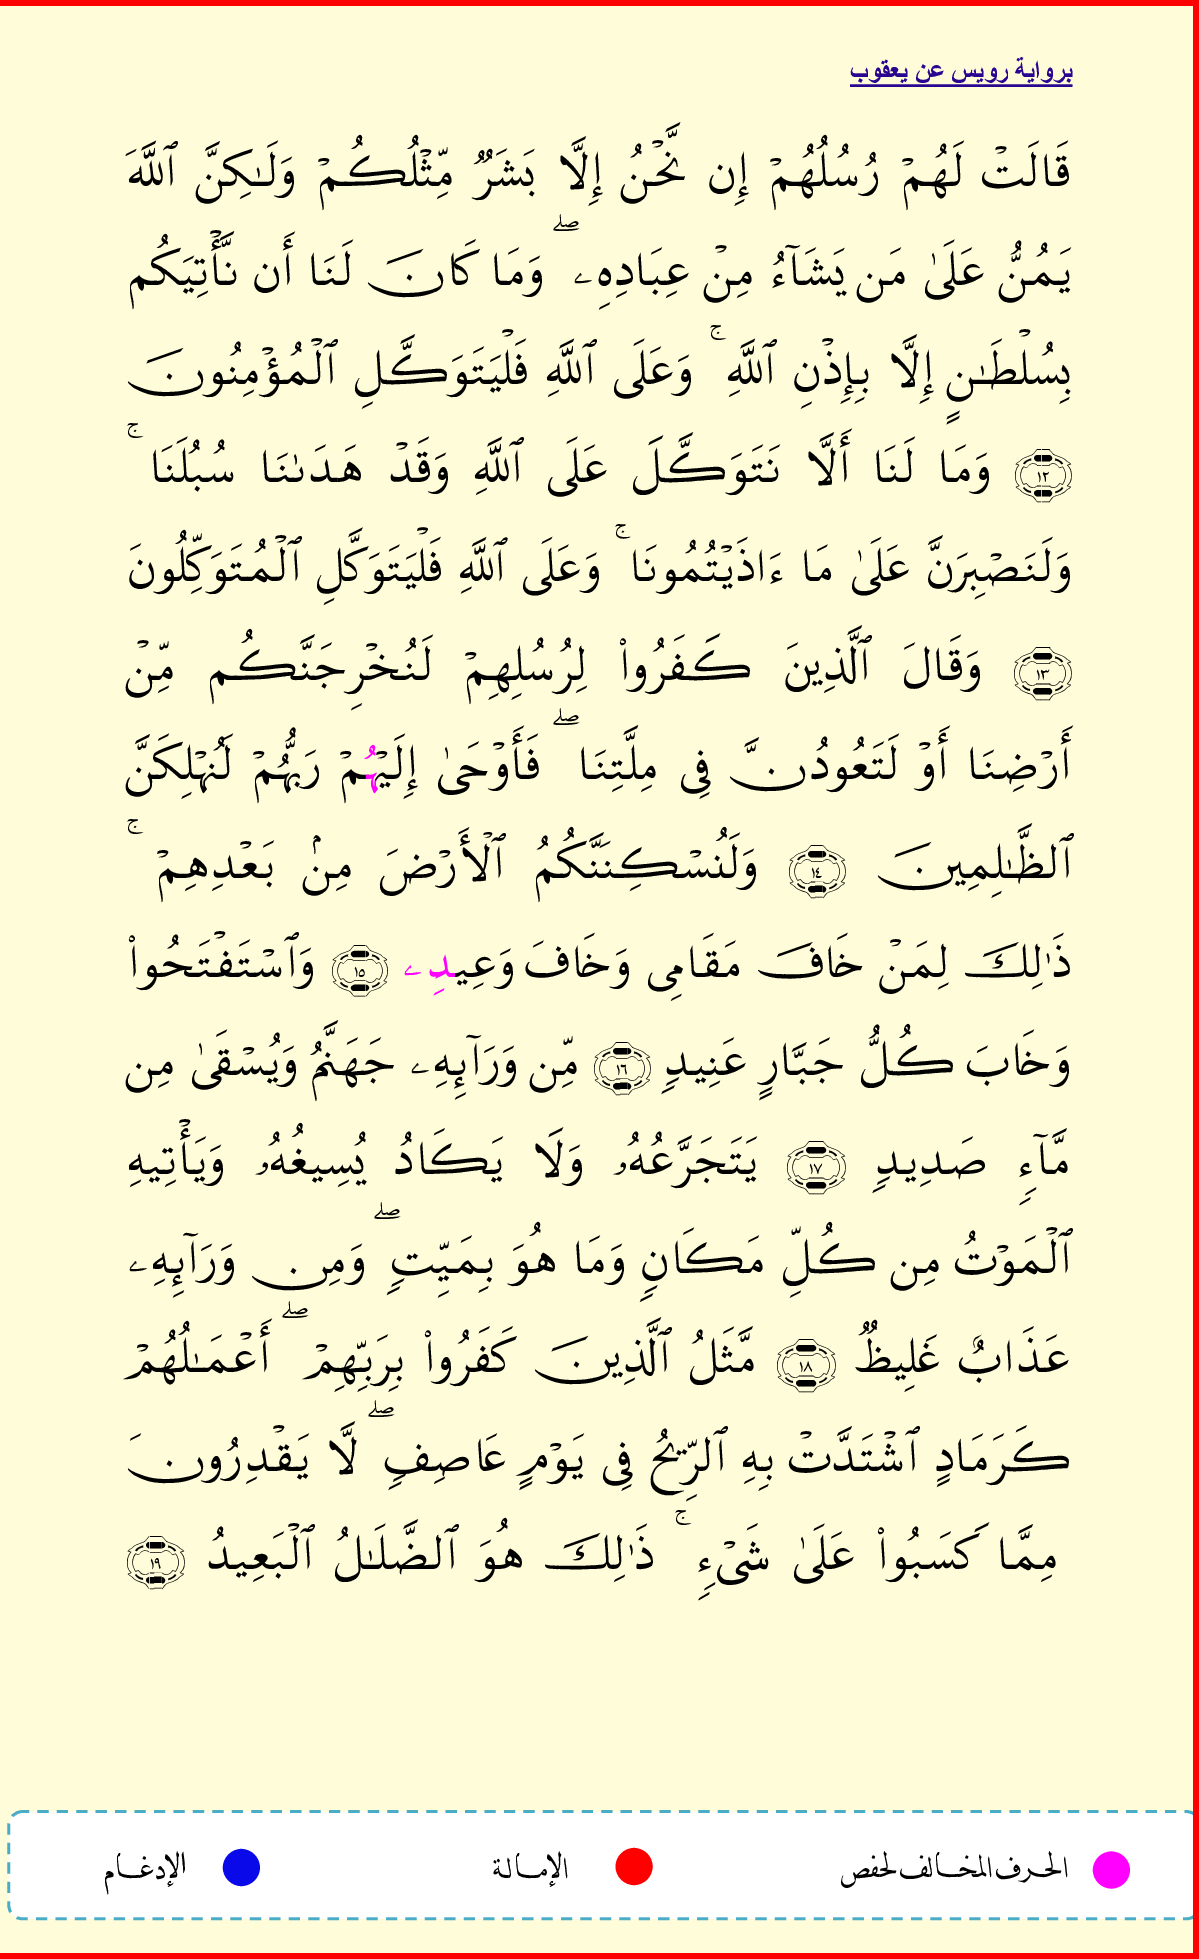 برواية رويس عن يعقوب
قَالَتۡ لَهُمۡ رُسُلُهُمۡ إِن نَّحۡنُ إِلَّا بَشَرٞ مِّثۡلُكُمۡ وَلَٰكِنَّ ٱللَّهَ
يَمُنُّ عَلَىٰ مَن يَشَآءُ مِنۡ عِبَادِهِۦۖ وَمَا كَانَ لَنَا أَن نَّأۡتِيَكُم
بِسُلۡطَٰنٍ إِلَّا بِإِذۡنِ ٱللَّهِۚ وَعَلَى ٱللَّهِ فَلۡيَتَوَكَّلِ ٱلۡمُؤۡمِنُونَ
١٢ وَمَا لَنَا أَلَّا نَتَوَكَّلَ عَلَى ٱللَّهِ وَقَدۡ هَدَىٰنَا سُبُلَنَاۚ
وَلَنَصۡبِرَنَّ عَلَىٰ مَا ءَاذَيۡتُمُونَاۚ وَعَلَى ٱللَّهِ فَلۡيَتَوَكَّلِ ٱلۡمُتَوَكِّلُونَ
١٣ وَقَالَ ٱلَّذِينَ كَفَرُواْ لِرُسُلِهِمۡ لَنُخۡرِجَنَّكُم مِّنۡ
أَرۡضِنَا أَوۡ لَتَعُودُنَّ فِي مِلَّتِنَاۖ فَأَوۡحَىٰ إِلَيۡهُمۡ رَبُّهُمۡ لَنُهۡلِكَنَّ
ٱلظَّٰلِمِينَ ١٤ وَلَنُسۡكِنَنَّكُمُ ٱلۡأَرۡضَ مِنۢ بَعۡدِهِمۡۚ
ذَٰلِكَ لِمَنۡ خَافَ مَقَامِي وَخَافَ وَعِيدِۦ ١٥ وَٱسۡتَفۡتَحُواْ
وَخَابَ كُلُّ جَبَّارٍ عَنِيدٖ ١٦ مِّن وَرَآئِهِۦ جَهَنَّمُ وَيُسۡقَىٰ مِن
مَّآءٖ صَدِيدٖ ١٧ يَتَجَرَّعُهُۥ وَلَا يَكَادُ يُسِيغُهُۥ وَيَأۡتِيهِ
ٱلۡمَوۡتُ مِن كُلِّ مَكَانٖ وَمَا هُوَ بِمَيِّتٖۖ وَمِن وَرَآئِهِۦ
عَذَابٌ غَلِيظٞ ١٨ مَّثَلُ ٱلَّذِينَ كَفَرُواْ بِرَبِّهِمۡۖ أَعۡمَٰلُهُمۡ
كَرَمَادٍ ٱشۡتَدَّتۡ بِهِ ٱلرِّيحُ فِي يَوۡمٍ عَاصِفٖۖ لَّا يَقۡدِرُونَ
مِمَّا كَسَبُواْ عَلَىٰ شَيۡءٖۚ ذَٰلِكَ هُوَ ٱلضَّلَٰلُ ٱلۡبَعِيدُ ١٩
الحرف المخالف لحفص الإمالة الإدغام